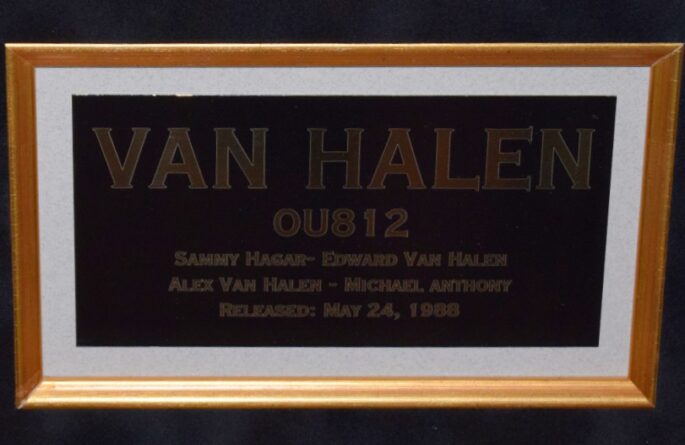 VAN HALEN
OU812
SAMMY HAGAR- EDWARD VAN HALEN
ALEX VAN HALEN - MICHAEL ANTHONY
RELEASED: MAY 24, 1988